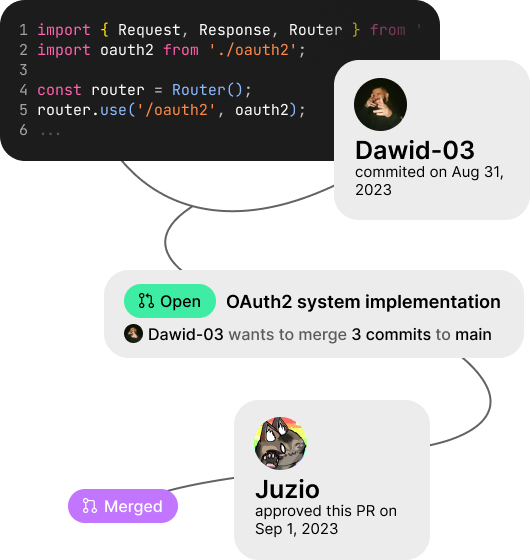 1 import { Request, Response, Router } from '
2 import oauth2 from './oauth2';
3
4 const router = Router();
5 router.use('/oauth2', oauth2);
6 ...
Dawid-03
commited on Aug 31,
2023
Open OAuth2 system implementation
Dawid-03 wants to merge 3 commits to main
Juzio
approved this PR on
Sep 1, 2023
Merged